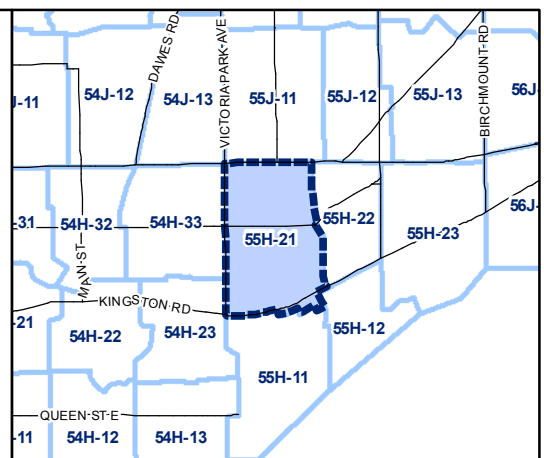 DAWES RD
VICTORIA PARK AVE
BIRCHMOUNT RD
J-11
54J-12
54J-13
55J-11
55J-12
55J-13
56J-
-31
54H-32
54H-33
55H-21
55H-22
55H-23
56J-
MAIN ST
KINGSTON RD
-21
54H-22
54H-23
55H-12
55H-11
QUEEN ST E
-11
54H-12
54H-13